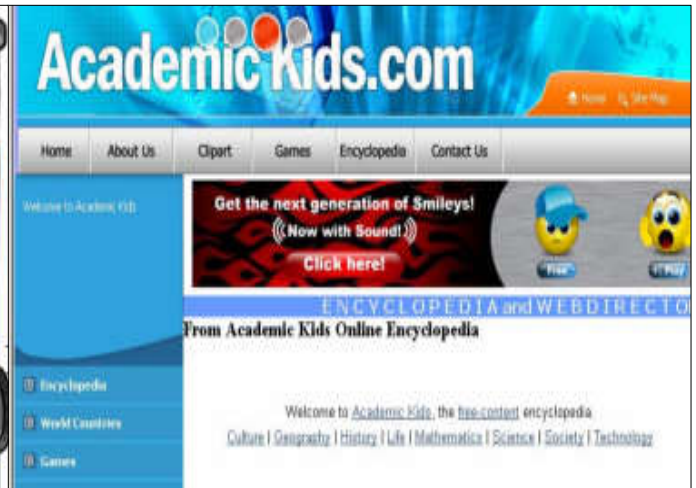 Academic Kids.com
Home Site Map
Home About Us Clipart Games Encyclopedia Contact Us
Welcome to Academic Kids
Get the next generation of Smileys!
Now with Sound!
Click here!
Free Play
ENCYCLOPEDIA and WEBDIRECTO
From Academic Kids Online Encyclopedia
Encyclopedia
World Countries
Games
Welcome to Academic Kids, the free-content encyclopedia
Culture | Geography | History | Life | Mathematics | Science | Society | Technology